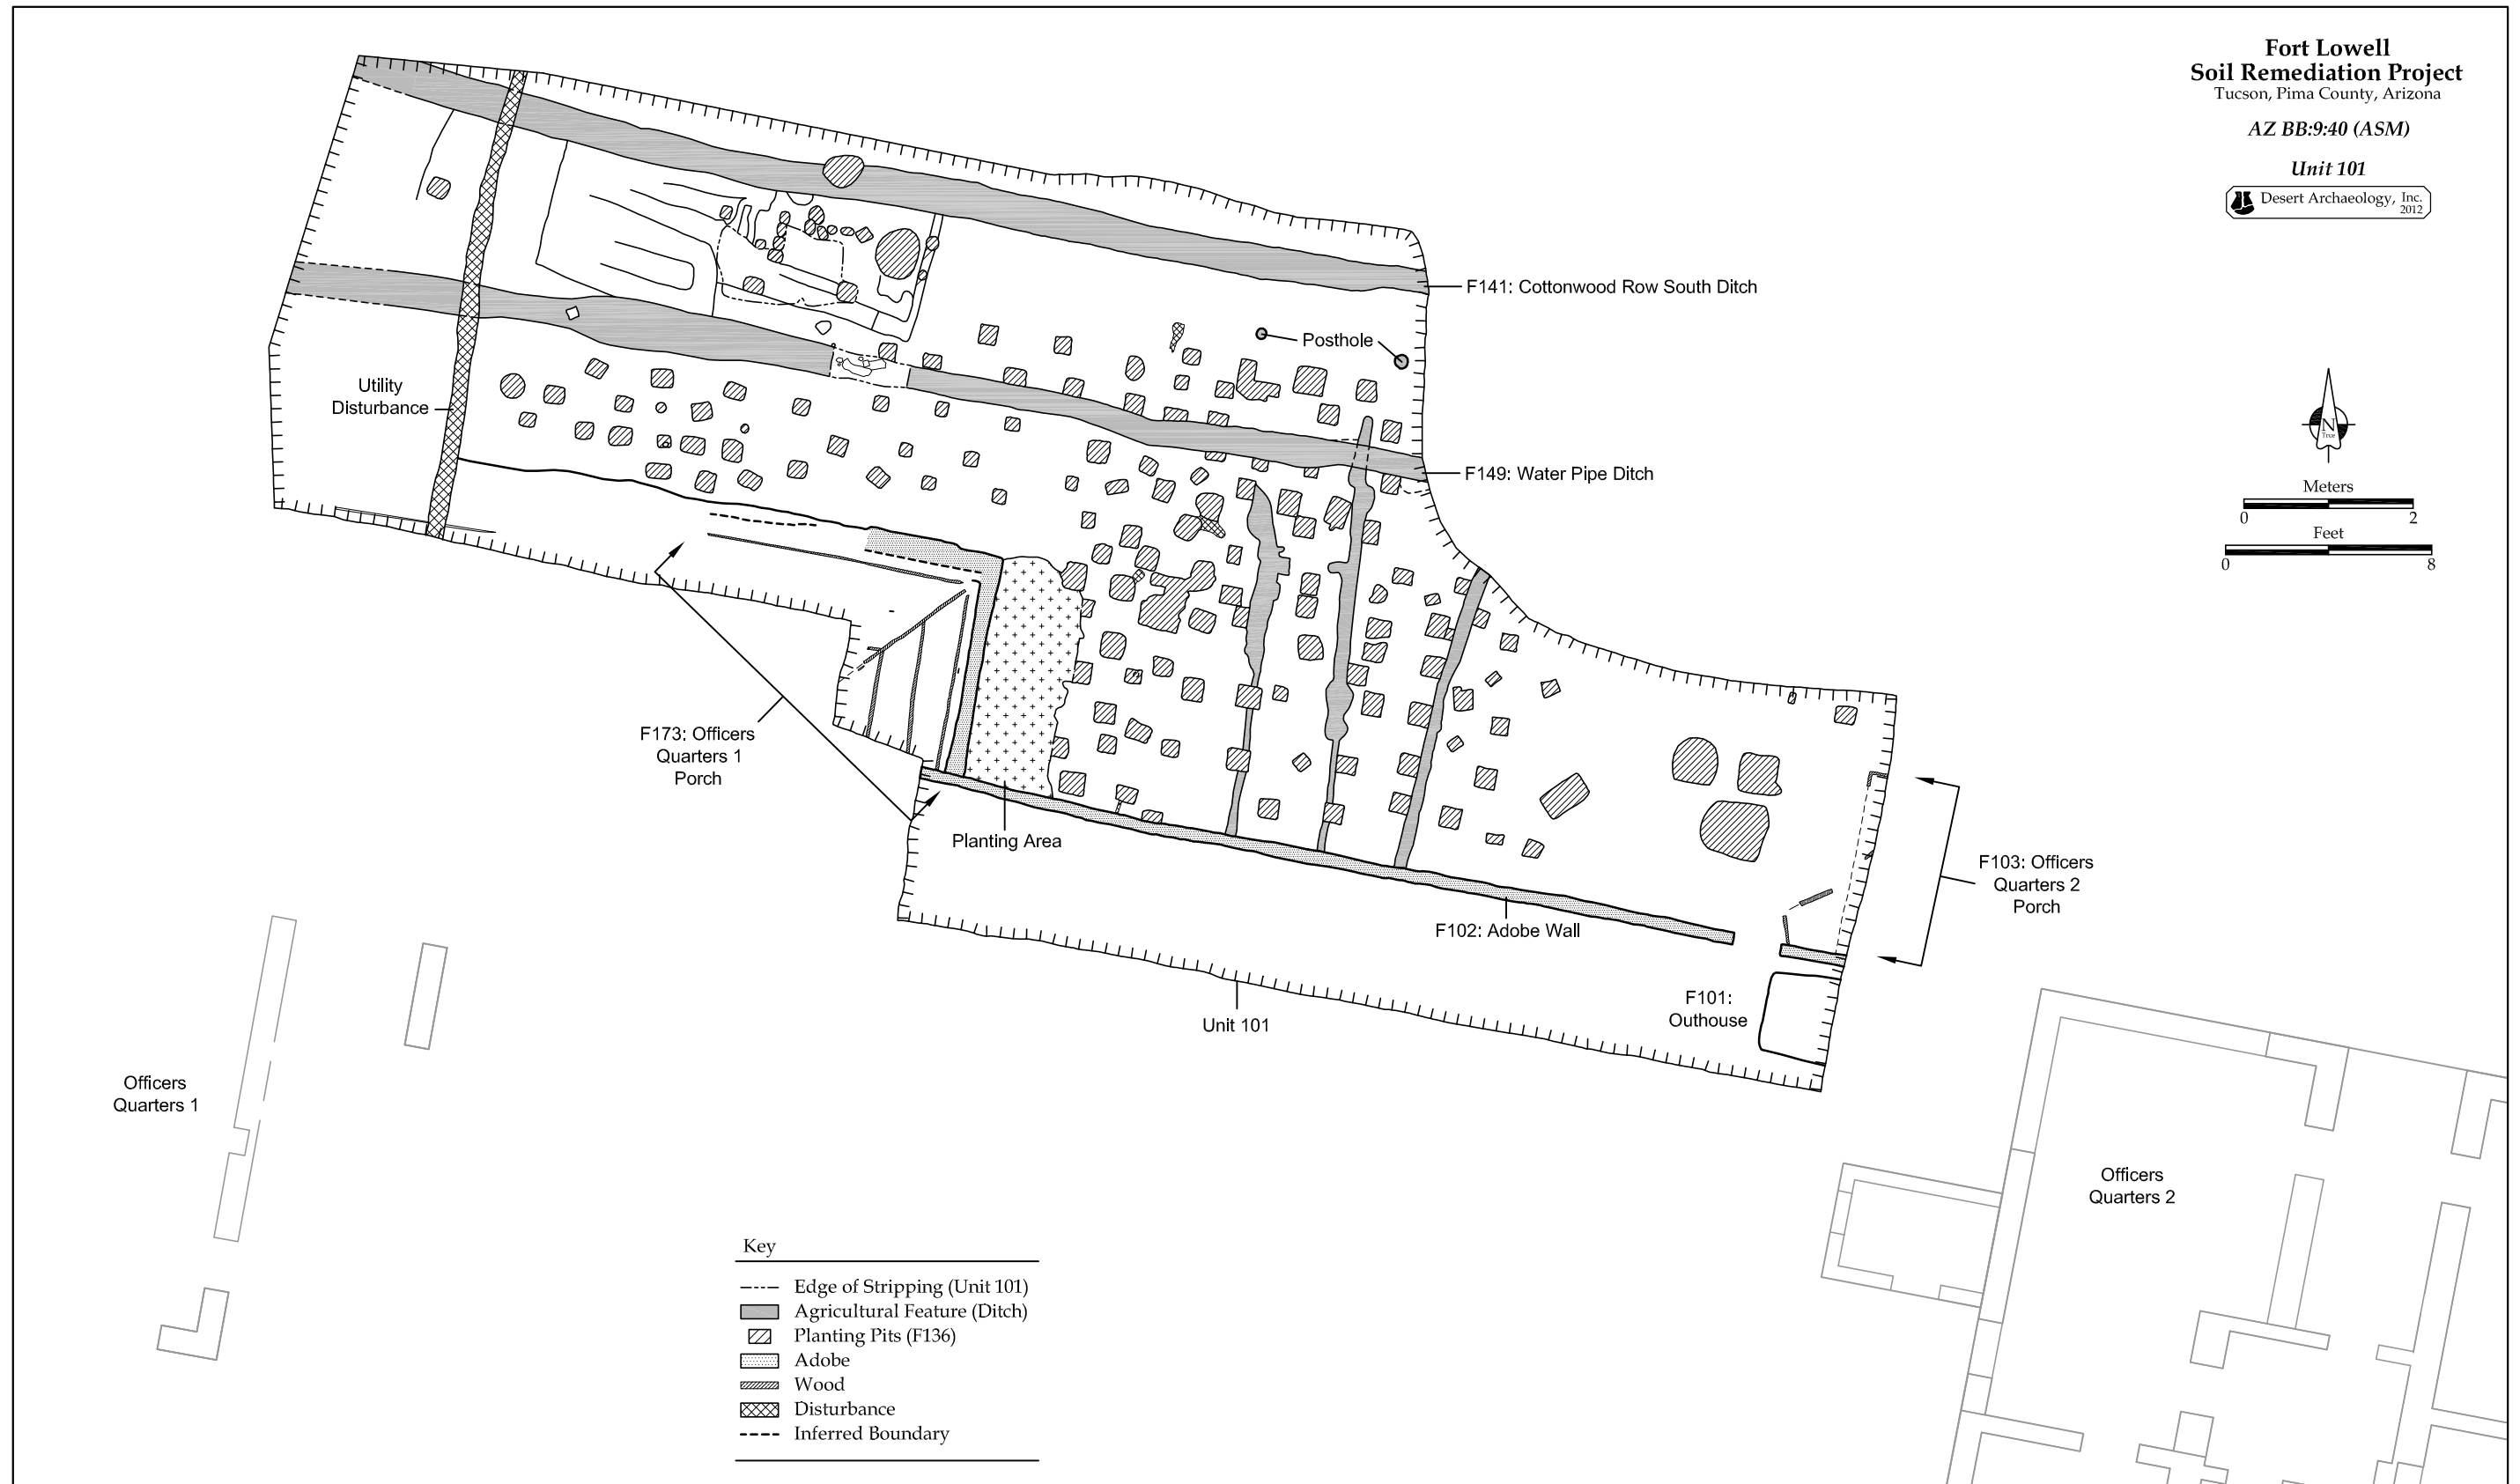 Fort Lowell
Soil Remediation Project
Tucson, Pima County, Arizona
AZ BB:9:40 (ASM)
Unit 101
Desert Archaeology, Inc.
2012
F141: Cottonwood Row South Ditch
Posthole
Utility
Disturbance
F149: Water Pipe Ditch
N
True
Meters
0 2
Feet
0 8
F173: Officers
Quarters 1
Porch
Planting Area
F103: Officers
Quarters 2
Porch
F102: Adobe Wall
F101:
Outhouse
Unit 101
Officers
Quarters 1
Officers
Quarters 2
Key
Edge of Stripping (Unit 101)
Agricultural Feature (Ditch)
Planting Pits (F136)
Adobe
Wood
Disturbance
Inferred Boundary